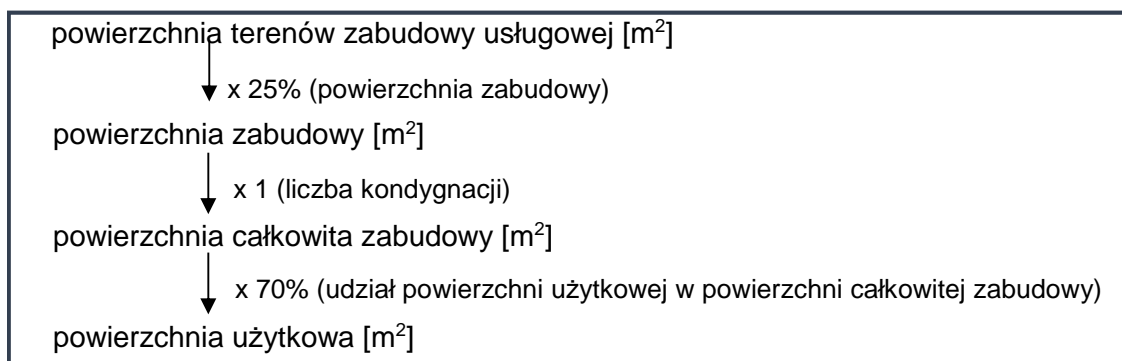 powierzchnia terenów zabudowy usługowej [m²]
x 25% (powierzchnia zabudowy)
powierzchnia zabudowy [m²]
x 1 (liczba kondygnacji)
powierzchnia całkowita zabudowy [m²]
x 70% (udział powierzchni użytkowej w powierzchni całkowitej zabudowy)
powierzchnia użytkowa [m²]